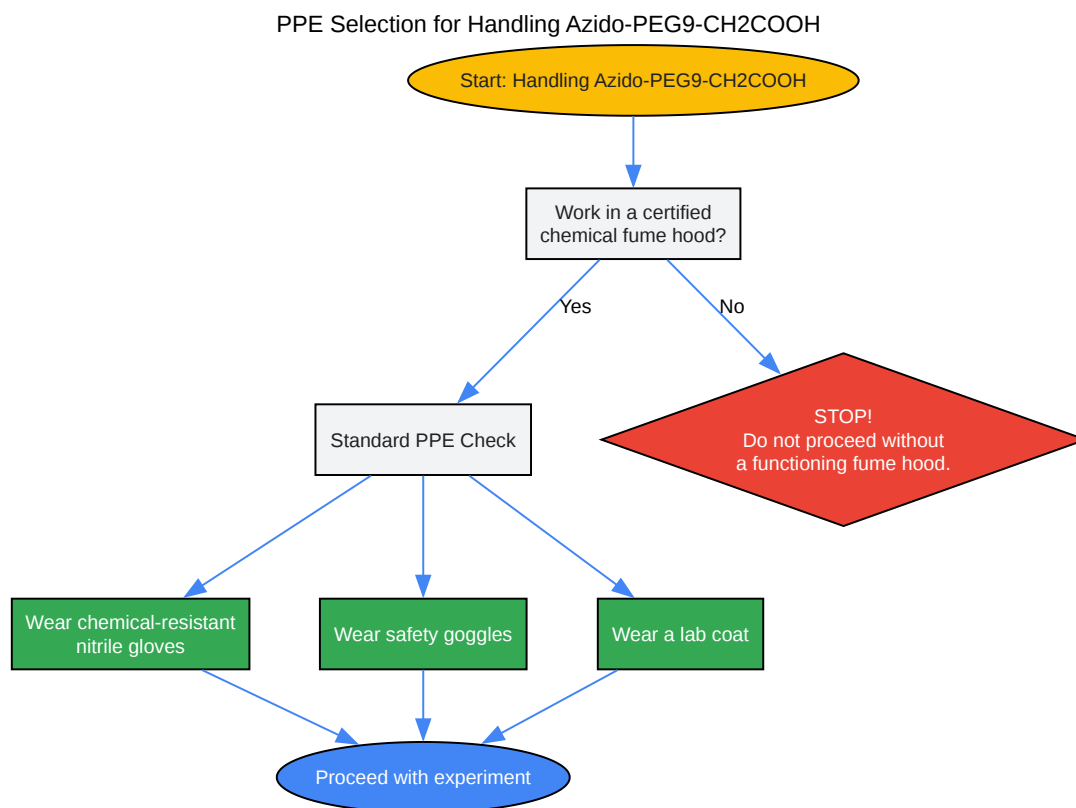 PPE Selection for Handling Azido-PEG9-CH2COOH
Start: Handling Azido-PEG9-CH2COOH
Work in a certified
chemical fume hood?
Yes
No
STOP!
Do not proceed without
a functioning fume hood.
Standard PPE Check
Wear chemical-resistant
nitrile gloves
Wear safety goggles
Wear a lab coat
Proceed with experiment